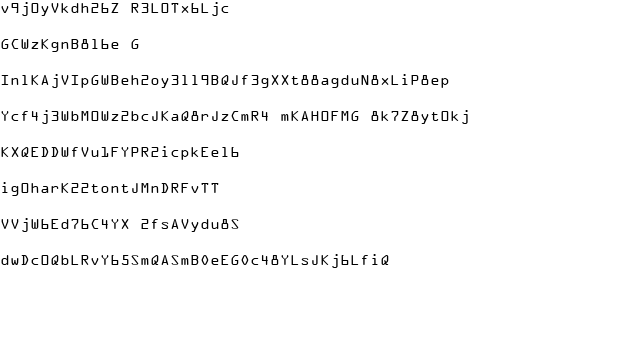 v9jOyVkdh26Z R3LOTx6Ljc
GCWzKgnB8l6e G
InlKAjVIpGWBeh2oy3ll9BQJf3gXXt88agduN8xLiP8ep
Ycf4j3WbMOWz2bcJKaQ8rJzCmR4 mKAHOFMG 8k7Z8ytOkj
KXQEDDWfVu1FYPR2icpkEel6
igOharK22tontJMnDRFvTT
VVjW6Ed76C4YX 2fsAVydu8S
dwDcOQbLRvY65SmQASmB0eEG0c48YLsJKj6LfiQ